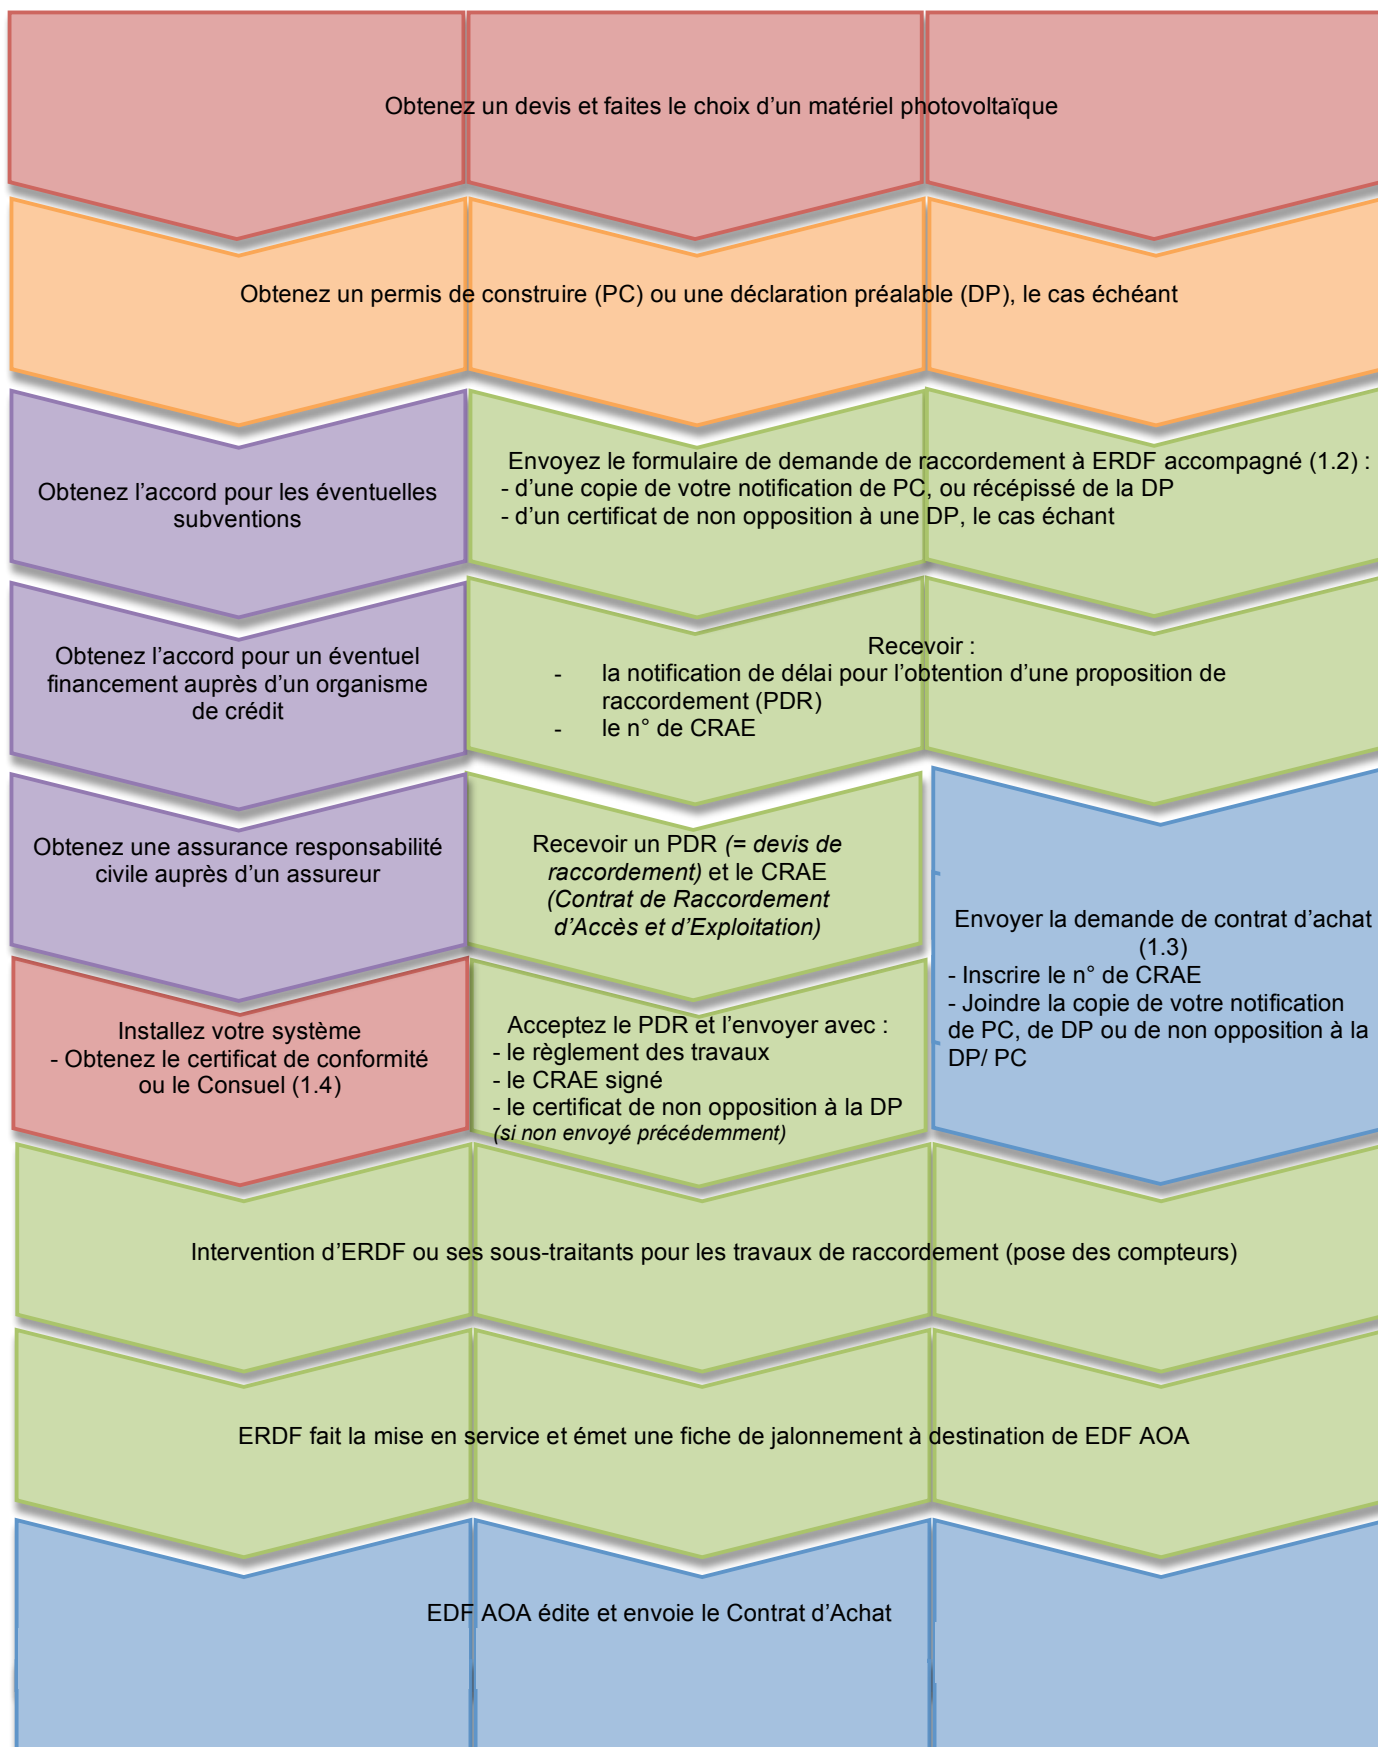 Obtenez un devis et faites le choix d’un matériel photovoltaïque
Obtenez un permis de construire (PC) ou une déclaration préalable (DP), le cas échéant
Obtenez l’accord pour les éventuelles
subventions
Envoyez le formulaire de demande de raccordement à ERDF accompagné (1.2) :
- d’une copie de votre notification de PC, ou récépissé de la DP
- d’un certificat de non opposition à une DP, le cas échant
Obtenez l’accord pour un éventuel
financement auprès d’un organisme
de crédit
Recevoir :
- la notification de délai pour l’obtention d’une proposition de
raccordement (PDR)
- le n° de CRAE
Obtenez une assurance responsabilité
civile auprès d’un assureur
Recevoir un PDR (= devis de
raccordement) et le CRAE
(Contrat de Raccordement
d’Accès et d’Exploitation)
Envoyer la demande de contrat d’achat
(1.3)
- Inscrire le n° de CRAE
- Joindre la copie de votre notification
de PC, de DP ou de non opposition à la
DP/ PC
Installez votre système
- Obtenez le certificat de conformité
ou le Consuel (1.4)
Acceptez le PDR et l’envoyer avec :
- le règlement des travaux
- le CRAE signé
- le certificat de non opposition à la DP
(si non envoyé précédemment)
Intervention d’ERDF ou ses sous-traitants pour les travaux de raccordement (pose des compteurs)
ERDF fait la mise en service et émet une fiche de jalonnement à destination de EDF AOA
EDF AOA édite et envoie le Contrat d’Achat